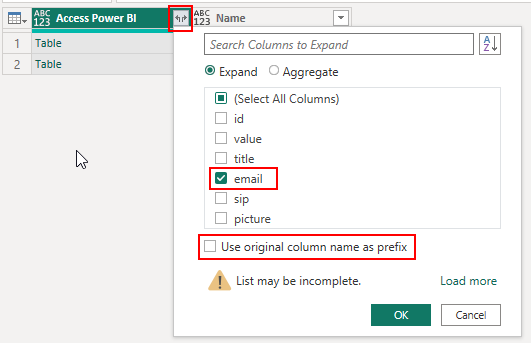 ABC
123
Access Power BI
ABC
123
Name
1
Table
2
Table
Search Columns to Expand
A
Z
Expand
Aggregate
(Select All Columns)
id
value
title
email
sip
picture
Use original column name as prefix
List may be incomplete.
Load more
OK
Cancel